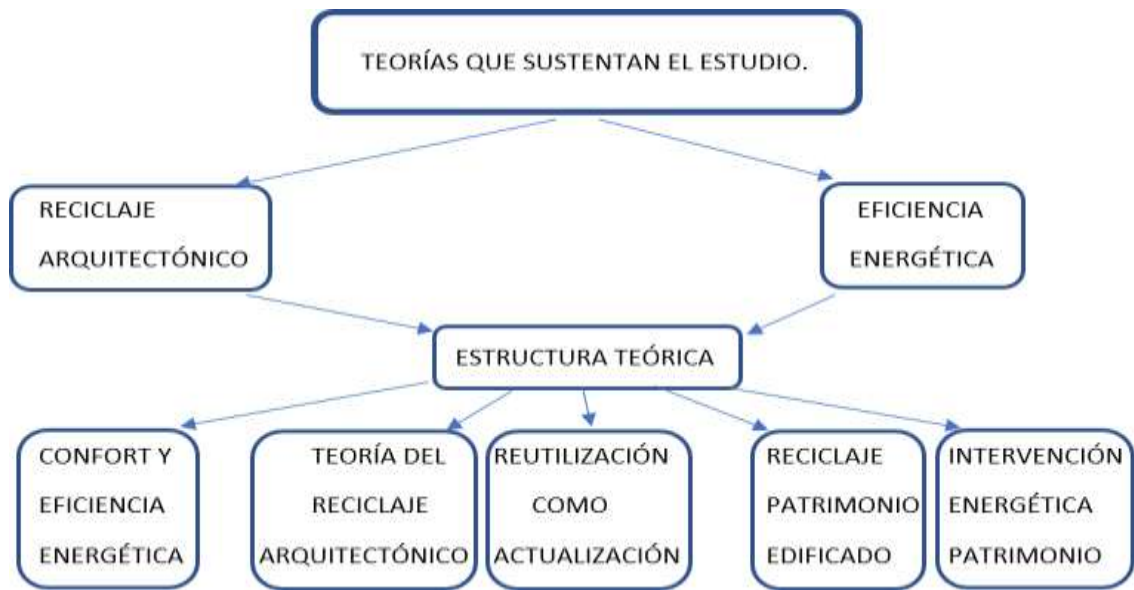 TEORÍAS QUE SUSTENTAN EL ESTUDIO.
RECICLAJE
ARQUITECTÓNICO
EFICIENCIA
ENERGÉTICA
ESTRUCTURA TEÓRICA
CONFORT Y
EFICIENCIA
ENERGÉTICA
TEORÍA DEL
RECICLAJE
ARQUITECTÓNICO
REUTILIZACIÓN
COMO
ACTUALIZACIÓN
RECICLAJE
PATRIMONIO
EDIFICADO
INTERVENCIÓN
ENERGÉTICA
PATRIMONIO